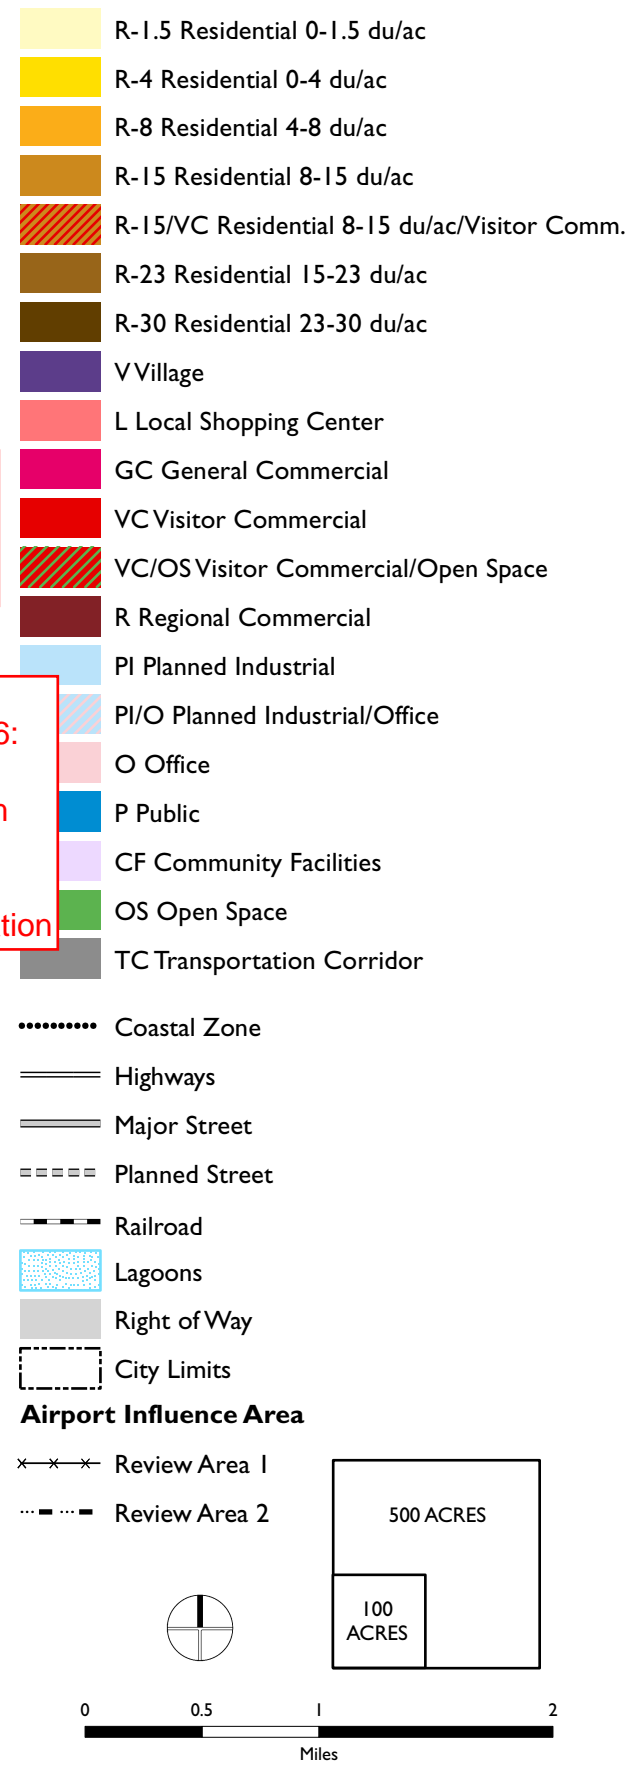 R-1.5 Residential 0-1.5 du/ac
R-4 Residential 0-4 du/ac
R-8 Residential 4-8 du/ac
R-15 Residential 8-15 du/ac
R-15/VC Residential 8-15 du/ac/Visitor Comm.
R-23 Residential 15-23 du/ac
R-30 Residential 23-30 du/ac
V Village
L Local Shopping Center
GC General Commercial
VC Visitor Commercial
VC/OS Visitor Commercial/Open Space
R Regional Commercial
PI Planned Industrial
PI/O Planned Industrial/Office
6:
O Office
P Public
CF Community Facilities
OS Open Space
tion
TC Transportation Corridor
Coastal Zone
Highways
Major Street
Planned Street
Railroad
Lagoons
Right of Way
City Limits
Airport Influence Area
Review Area 1
Review Area 2
500 ACRES
100
ACRES
0 0.5 1 2
Miles